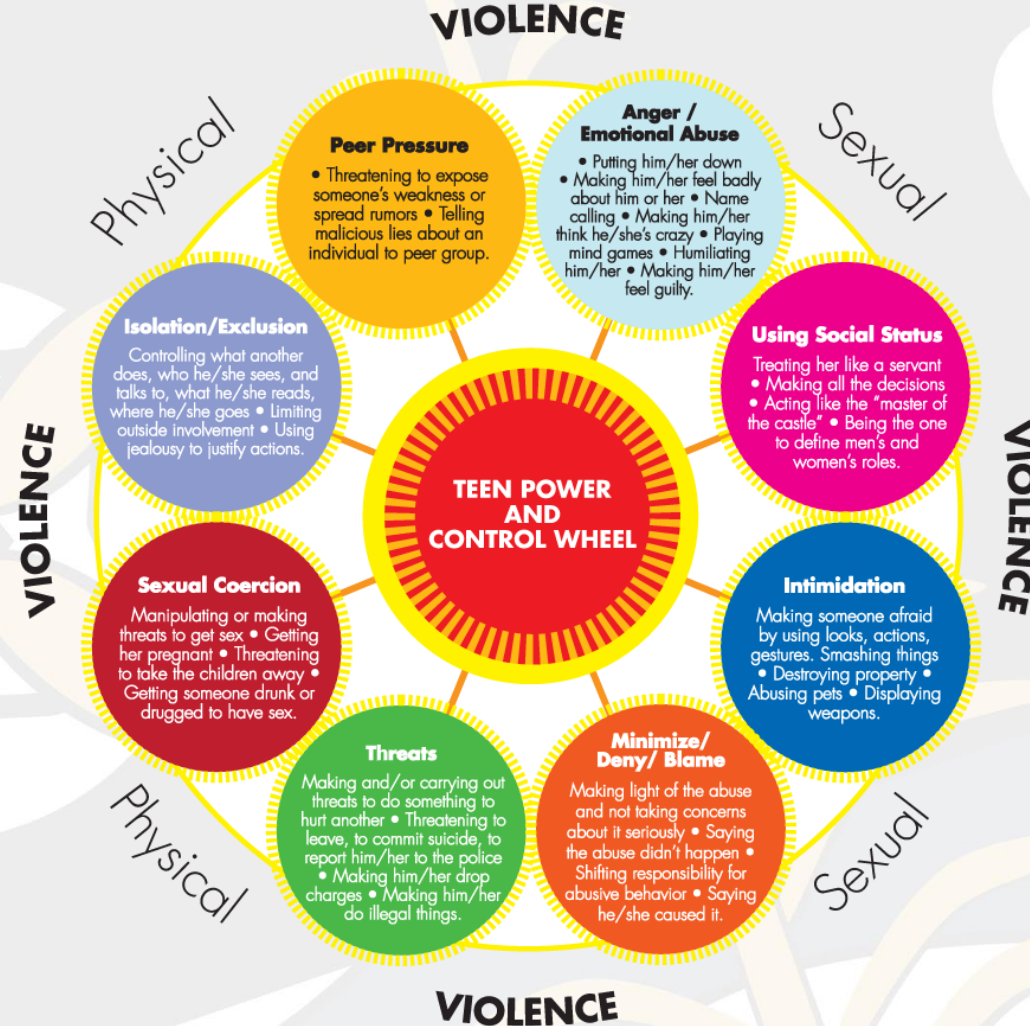 VIOLENCE
Physical
Sexual
Peer Pressure
• Threatening to expose
someone's weakness or
spread rumors • Telling
malicious lies about an
individual to peer group.
Anger /
Emotional Abuse
• Putting him/her down
• Making him/her feel badly
about him or her • Name
calling • Making him/her
think he/she's crazy • Playing
mind games • Humiliating
him/her • Making him/her
feel guilty.
Isolation/Exclusion
Controlling what another
does, who he/she sees, and
talks to, what he/she reads,
where he/she goes • Limiting
outside involvement • Using
jealousy to justify actions.
Using Social Status
Treating her like a servant
• Making all the decisions
• Acting like the "master of
the castle" • Being the one
to define men's and
women's roles.
VIOLENCE
TEEN POWER
AND
CONTROL WHEEL
VIOLENCE
Sexual Coercion
Manipulating or making
threats to get sex • Getting
her pregnant • Threatening
to take the children away •
Getting someone drunk or
drugged to have sex.
Intimidation
Making someone afraid
by using looks, actions,
gestures. Smashing things
• Destroying property •
Abusing pets • Displaying
weapons.
Threats
Making and/or carrying out
threats to do something to
hurt another • Threatening to
leave, to commit suicide, to
report him/her to the police
• Making him/her drop
charges • Making him/her
do illegal things.
Minimize/
Deny/ Blame
Making light of the abuse
and not taking concerns
about it seriously • Saying
the abuse didn't happen •
Shifting responsibility for
abusive behavior • Saying
he/she caused it.
Physical
Sexual
VIOLENCE